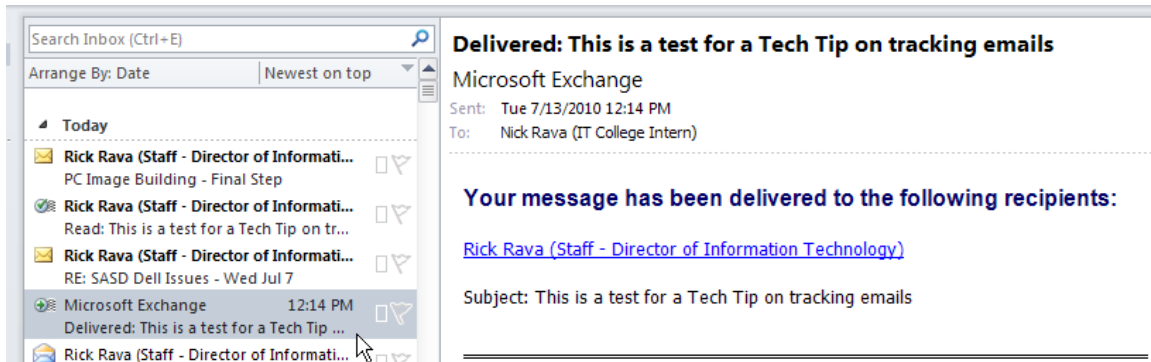 Search Inbox (Ctrl+E)
Arrange By: Date Newest on top
Today
Rick Rava (Staff - Director of Informati...
PC Image Building - Final Step
Rick Rava (Staff - Director of Informati...
Read: This is a test for a Tech Tip on tr...
Rick Rava (Staff - Director of Informati...
RE: SASD Dell Issues - Wed Jul 7
Microsoft Exchange 12:14 PM
Delivered: This is a test for a Tech Tip ...
Rick Rava (Staff - Director of Informati...
Delivered: This is a test for a Tech Tip on tracking emails
Microsoft Exchange
Sent: Tue 7/13/2010 12:14 PM
To: Nick Rava (IT College Intern)
Your message has been delivered to the following recipients:
Rick Rava (Staff - Director of Information Technology)
Subject: This is a test for a Tech Tip on tracking emails